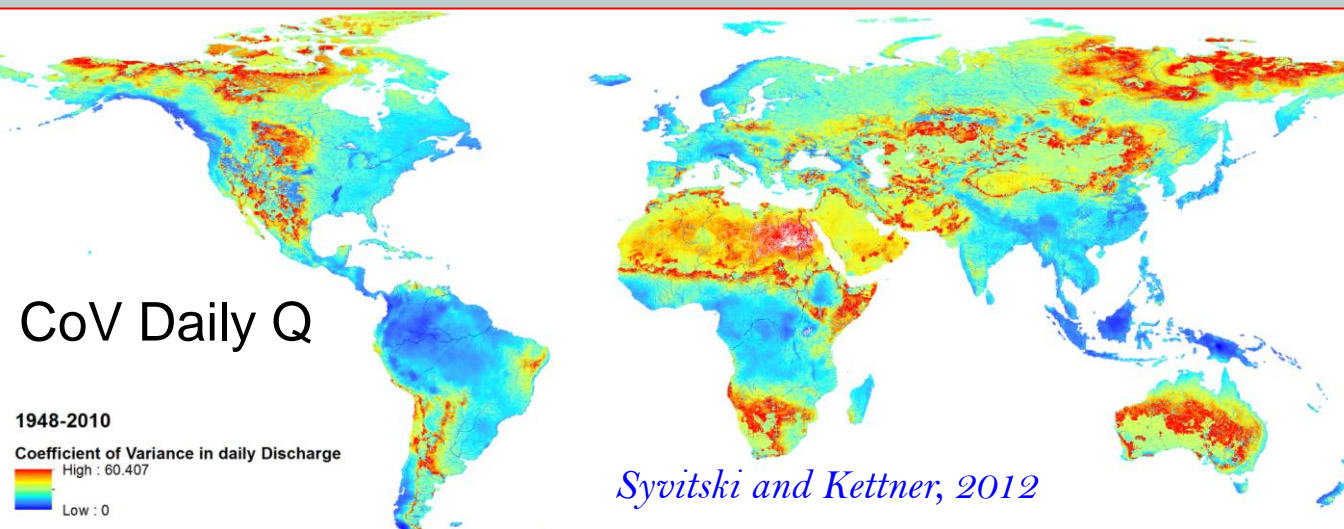 CoV Daily Q
1948-2010
Coefficient of Variance in daily Discharge
High : 60.407
Low : 0
Syvitski and Kettner, 2012